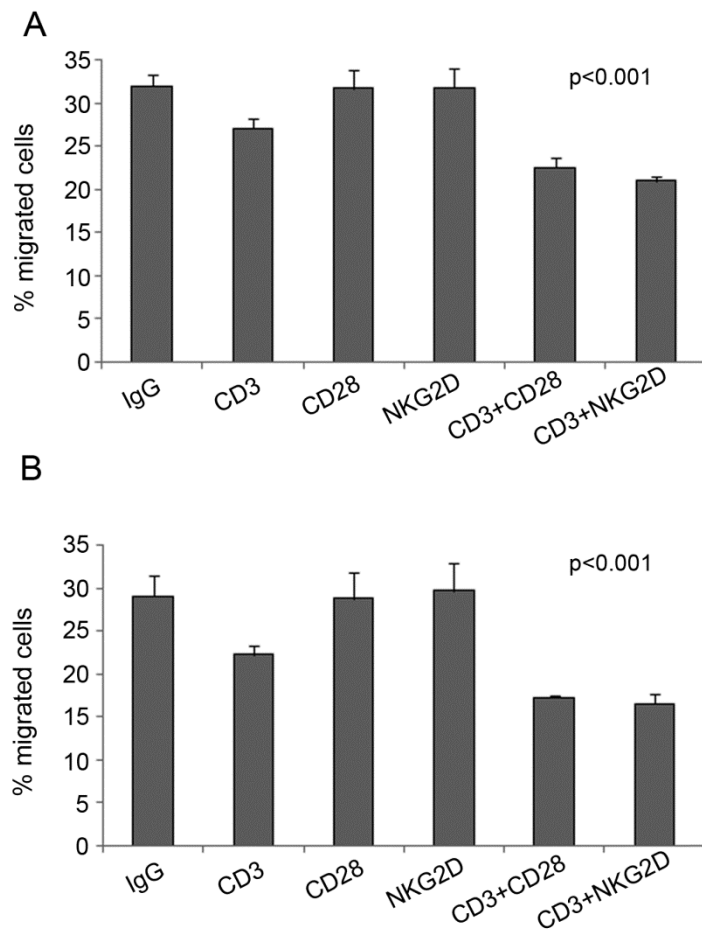 A
35
30
25
20
15
10
5
0
% migrated cells
p<0.001
IgG
CD3
CD28
NKG2D
CD3+CD28
CD3+NKG2D
B
35
30
25
20
15
10
5
0
% migrated cells
p<0.001
IgG
CD3
CD28
NKG2D
CD3+CD28
CD3+NKG2D